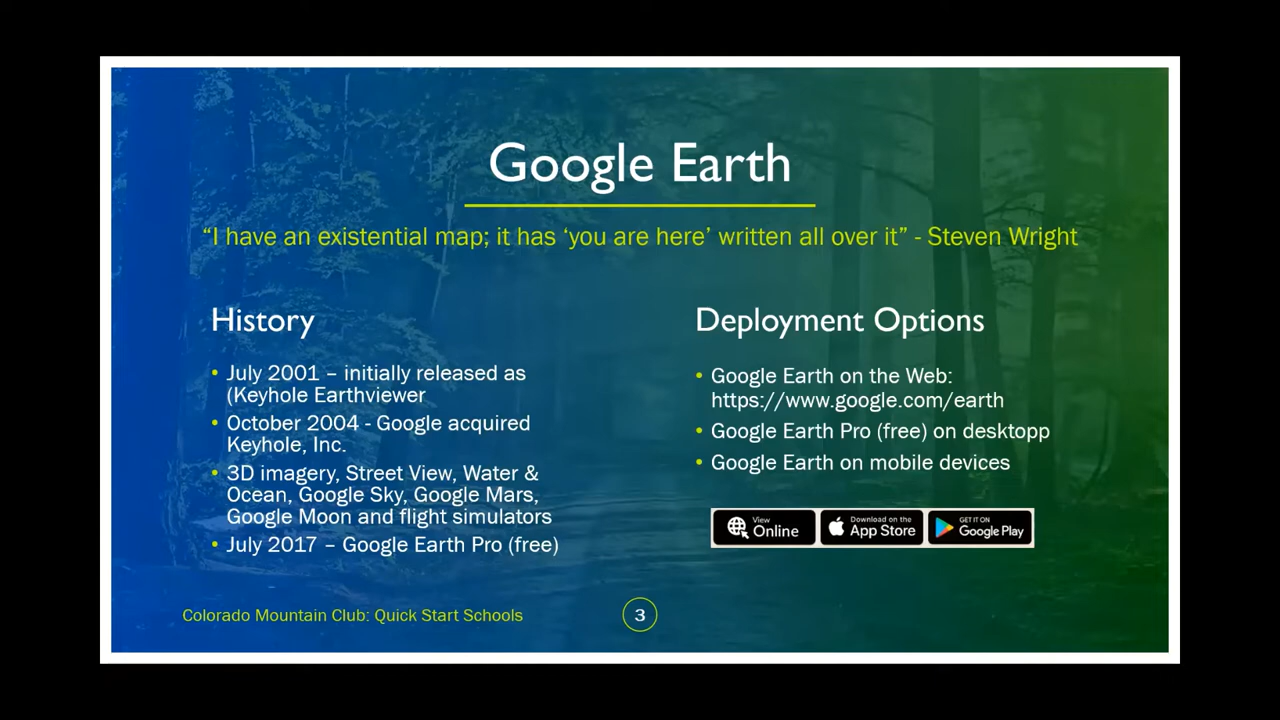 Google Earth
“I have an existential map; it has ‘you are here’ written all over it” - Steven Wright
History
• July 2001 – initially released as
(Keyhole Earthviewer
• October 2004 - Google acquired
Keyhole, Inc.
• 3D imagery, Street View, Water &
Ocean, Google Sky, Google Mars,
Google Moon and flight simulators
• July 2017 – Google Earth Pro (free)
Deployment Options
• Google Earth on the Web:
https://www.google.com/earth
• Google Earth Pro (free) on desktopp
• Google Earth on mobile devices
View
Online
Download on the
App Store
GET IT ON
Google Play
Colorado Mountain Club: Quick Start Schools
3